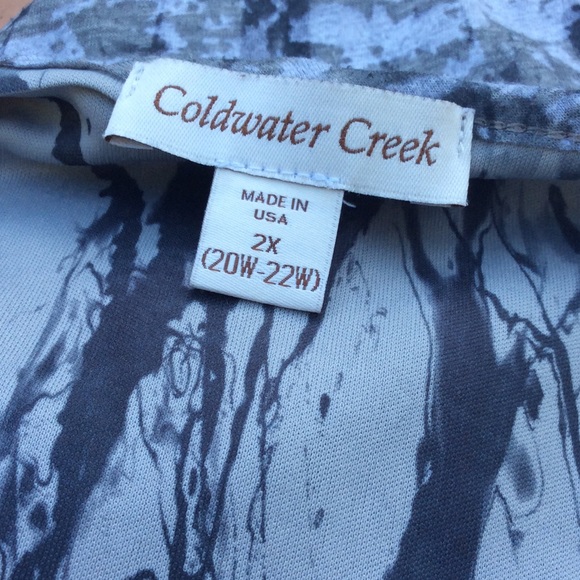 Coldwater Creek
MADE IN
USA
2X
(20W-22W)